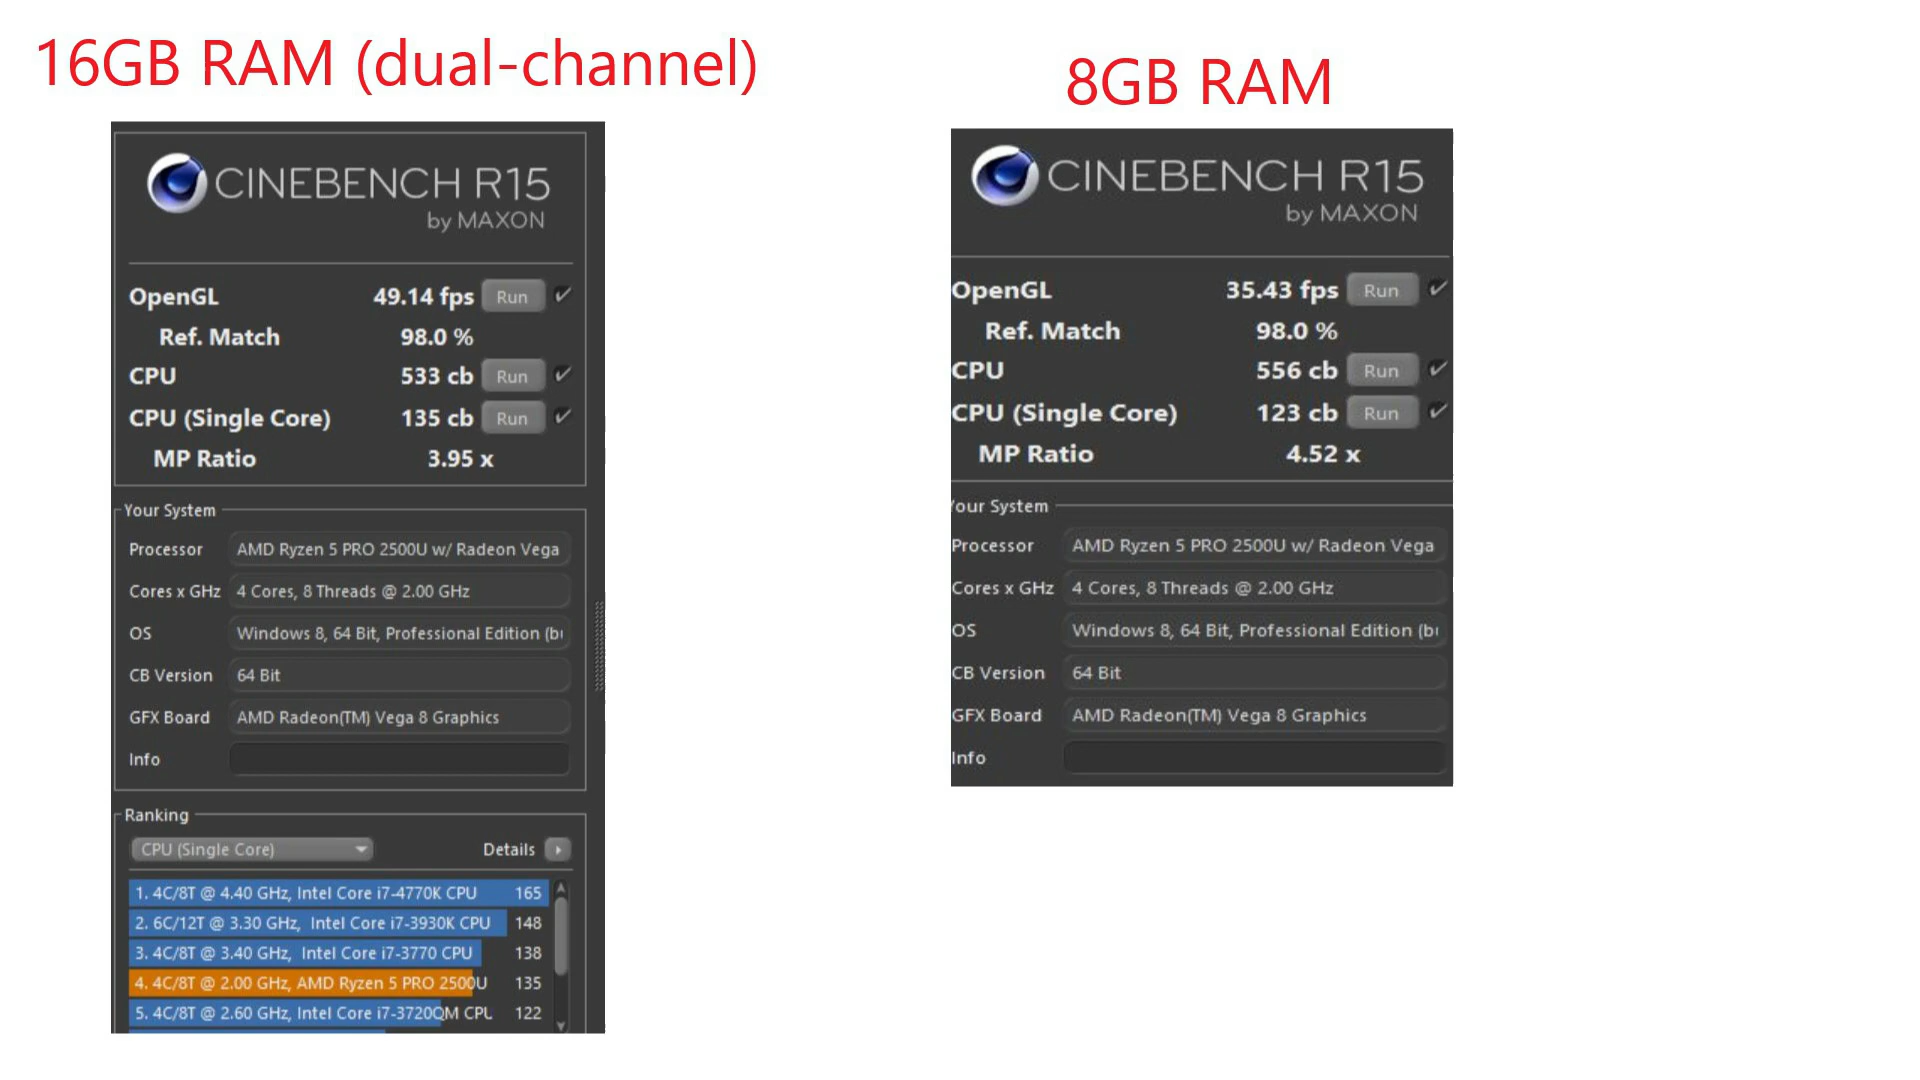 16GB RAM (dual-channel)
CINEBENCH R15
by MAXON
OpenGL 49.14 fps Run
Ref. Match 98.0 %
CPU 533 cb Run
CPU (Single Core) 135 cb Run
MP Ratio 3.95 x
Your System
Processor AMD Ryzen 5 PRO 2500U w/ Radeon Vega
Cores x GHz 4 Cores, 8 Threads @ 2.00 GHz
OS Windows 8, 64 Bit, Professional Edition (bu
CB Version 64 Bit
GFX Board AMD Radeon(TM) Vega 8 Graphics
Info
Ranking
CPU (Single Core) Details
1. 4C/8T @ 4.40 GHz, Intel Core i7-4770K CPU 165
2. 6C/12T @ 3.30 GHz, Intel Core i7-3930K CPU 148
3. 4C/8T @ 3.40 GHz, Intel Core i7-3770 CPU 138
4. 4C/8T @ 2.00 GHz, AMD Ryzen 5 PRO 2500U 135
5. 4C/8T @ 2.60 GHz, Intel Core i7-3720QM CPU 122
8GB RAM
CINEBENCH R15
by MAXON
OpenGL 35.43 fps Run
Ref. Match 98.0 %
CPU 556 cb Run
CPU (Single Core) 123 cb Run
MP Ratio 4.52 x
Your System
Processor AMD Ryzen 5 PRO 2500U w/ Radeon Vega
Cores x GHz 4 Cores, 8 Threads @ 2.00 GHz
OS Windows 8, 64 Bit, Professional Edition (bu
CB Version 64 Bit
GFX Board AMD Radeon(TM) Vega 8 Graphics
Info